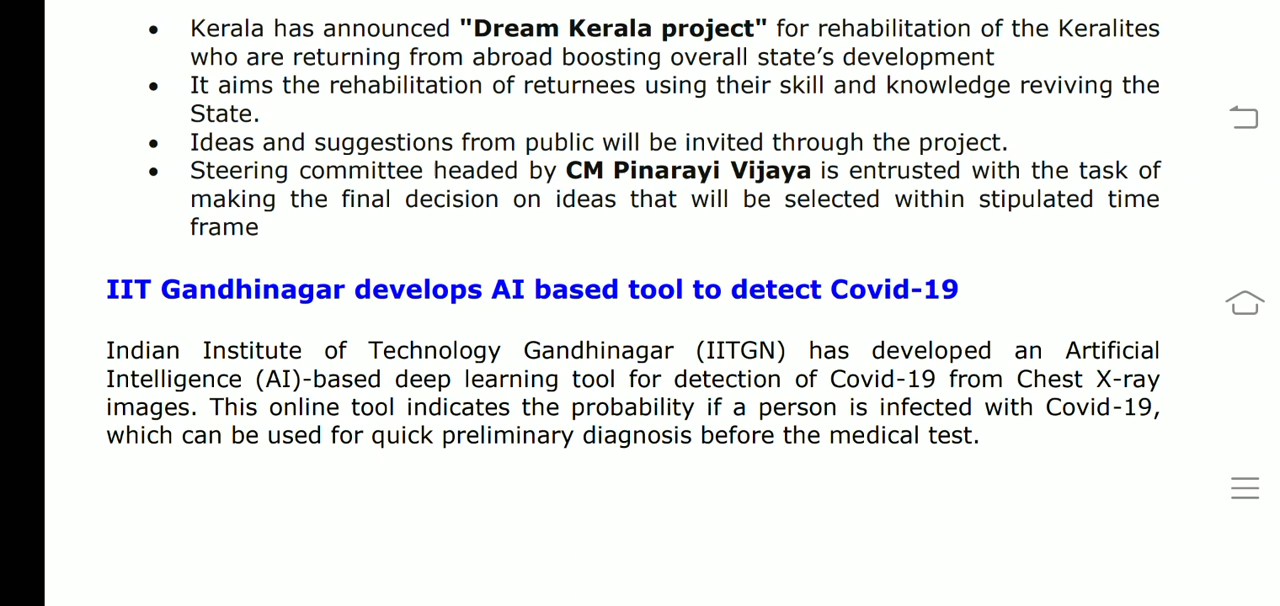 • Kerala has announced "Dream Kerala project" for rehabilitation of the Keralites
who are returning from abroad boosting overall state’s development
• It aims the rehabilitation of returnees using their skill and knowledge reviving the
State.
• Ideas and suggestions from public will be invited through the project.
• Steering committee headed by CM Pinarayi Vijaya is entrusted with the task of
making the final decision on ideas that will be selected within stipulated time
frame
IIT Gandhinagar develops AI based tool to detect Covid-19
Indian Institute of Technology Gandhinagar (IITGN) has developed an Artificial
Intelligence (AI)-based deep learning tool for detection of Covid-19 from Chest X-ray
images. This online tool indicates the probability if a person is infected with Covid-19,
which can be used for quick preliminary diagnosis before the medical test.